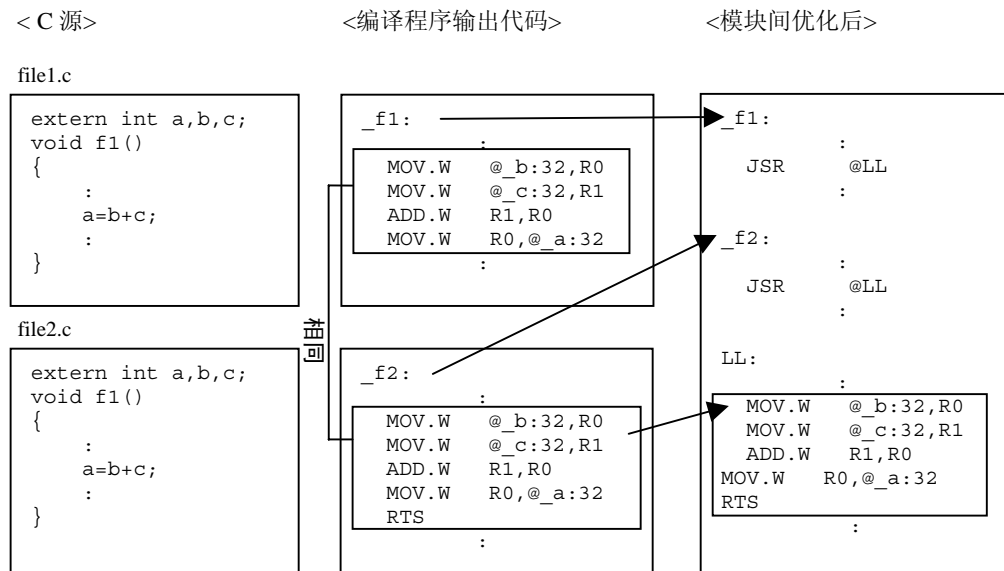 < C 源>
<编译程序输出代码>
<模块间优化后>
file1.c
extern int a,b,c;
void f1()
{
:
a=b+c;
:
}
file2.c
extern int a,b,c;
void f1()
{
:
a=b+c;
:
}
_f1:
:
MOV.W @_b:32,R0
MOV.W @_c:32,R1
ADD.W R1,R0
MOV.W R0,@_a:32
:
相同
_f2:
:
MOV.W @_b:32,R0
MOV.W @_c:32,R1
ADD.W R1,R0
MOV.W R0,@_a:32
RTS
:
_f1:
:
JSR @LL
:
_f2:
:
JSR @LL
:
LL:
:
MOV.W @_b:32,R0
MOV.W @_c:32,R1
ADD.W R1,R0
MOV.W R0,@_a:32
RTS
: